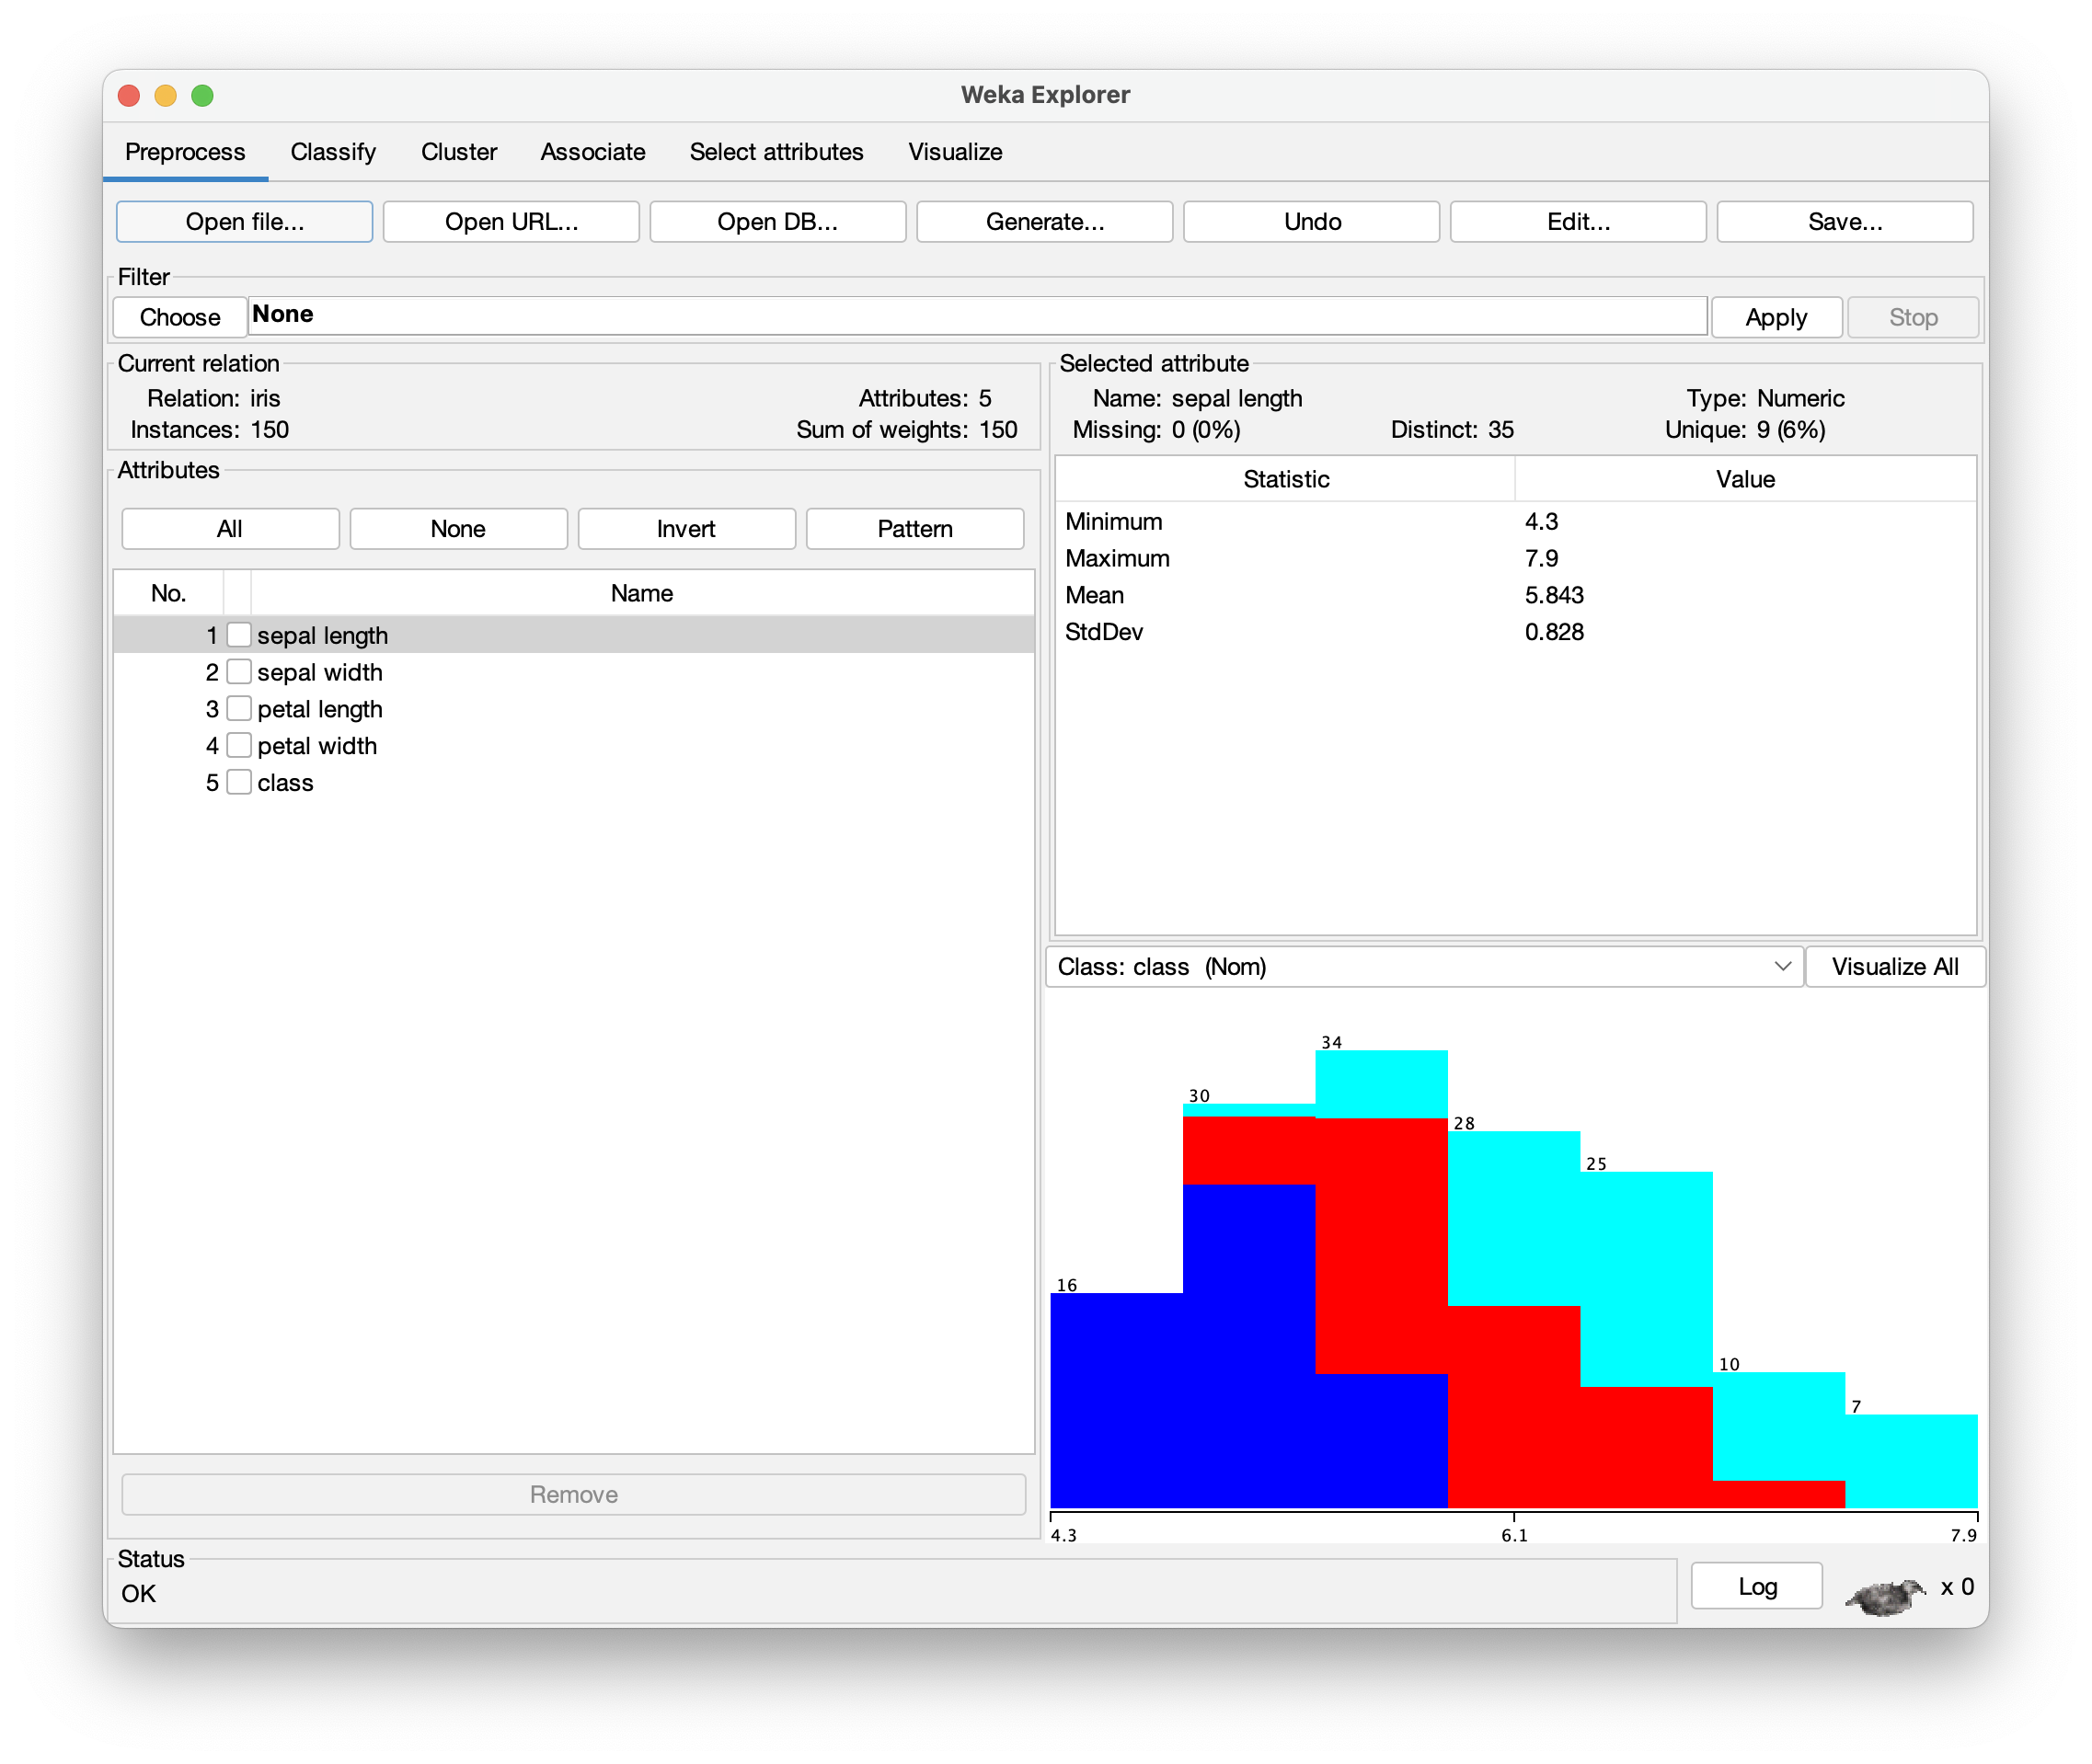 Weka Explorer
Preprocess Classify Cluster Associate Select attributes Visualize
Open file... Open URL... Open DB... Generate... Undo Edit... Save...
Filter
Choose None Apply Stop
Current relation
Relation: iris Attributes: 5
Instances: 150 Sum of weights: 150
Attributes
All None Invert Pattern
No. Name
1 sepal length
2 sepal width
3 petal length
4 petal width
5 class
Remove
Selected attribute
Name: sepal length Type: Numeric
Missing: 0 (0%) Distinct: 35 Unique: 9 (6%)
Statistic Value
Minimum 4.3
Maximum 7.9
Mean 5.843
StdDev 0.828
Class: class (Nom) Visualize All
34
30
28
25
16
10
7
4.3 6.1 7.9
Status
OK
Log x 0